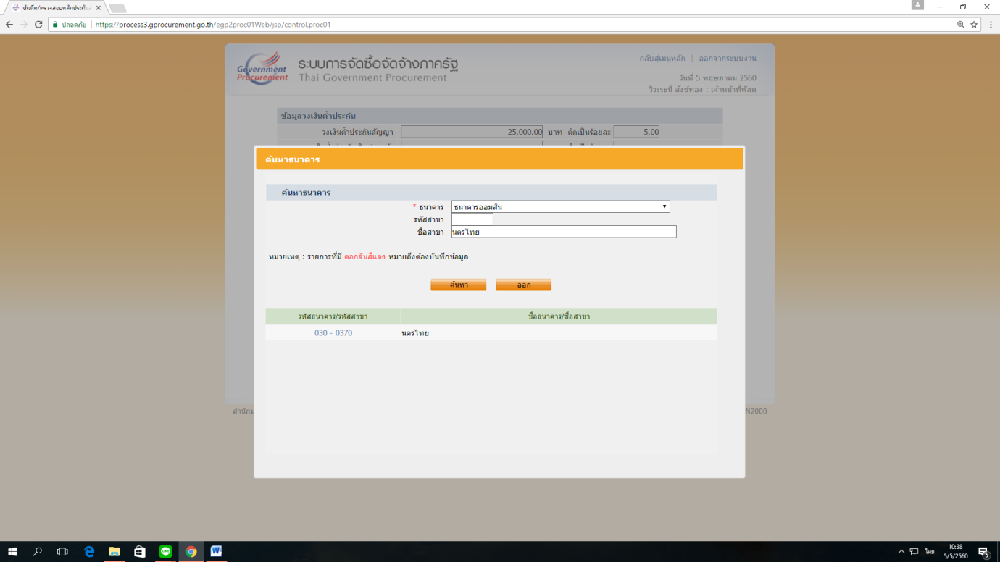 บันทึก/ตรวจสอบหลักประกันส
ปลอดภัย https://process3.gprocurement.go.th/egp2proc01Web/jsp/control.proc01
Government Procurement
ระบบการจัดซื้อจัดจ้างภาครัฐ
Thai Government Procurement
กลับสู่เมนูหลัก | ออกจากระบบงาน
วันที่ 5 พฤษภาคม 2560
: เจ้าหน้าที่พัสดุ
ข้อมูลวงเงินค้ำประกัน
วงเงินค้ำประกันสัญญา 25,000.00 บาท คิดเป็นร้อยละ 5.00
ค้นหาธนาคาร
ค้นหาธนาคาร
* ธนาคาร ธนาคารออมสิน
รหัสสาขา
ชื่อสาขา นครไทย
หมายเหตุ : รายการที่มี ดอกจันสีแดง หมายถึงต้องบันทึกข้อมูล
ค้นหา ออก
รหัสธนาคาร/รหัสสาขา ชื่อธนาคาร/ชื่อสาขา
030 - 0370 นครไทย
สำนักม N2000
ไทย
10:38
5/5/2560
5